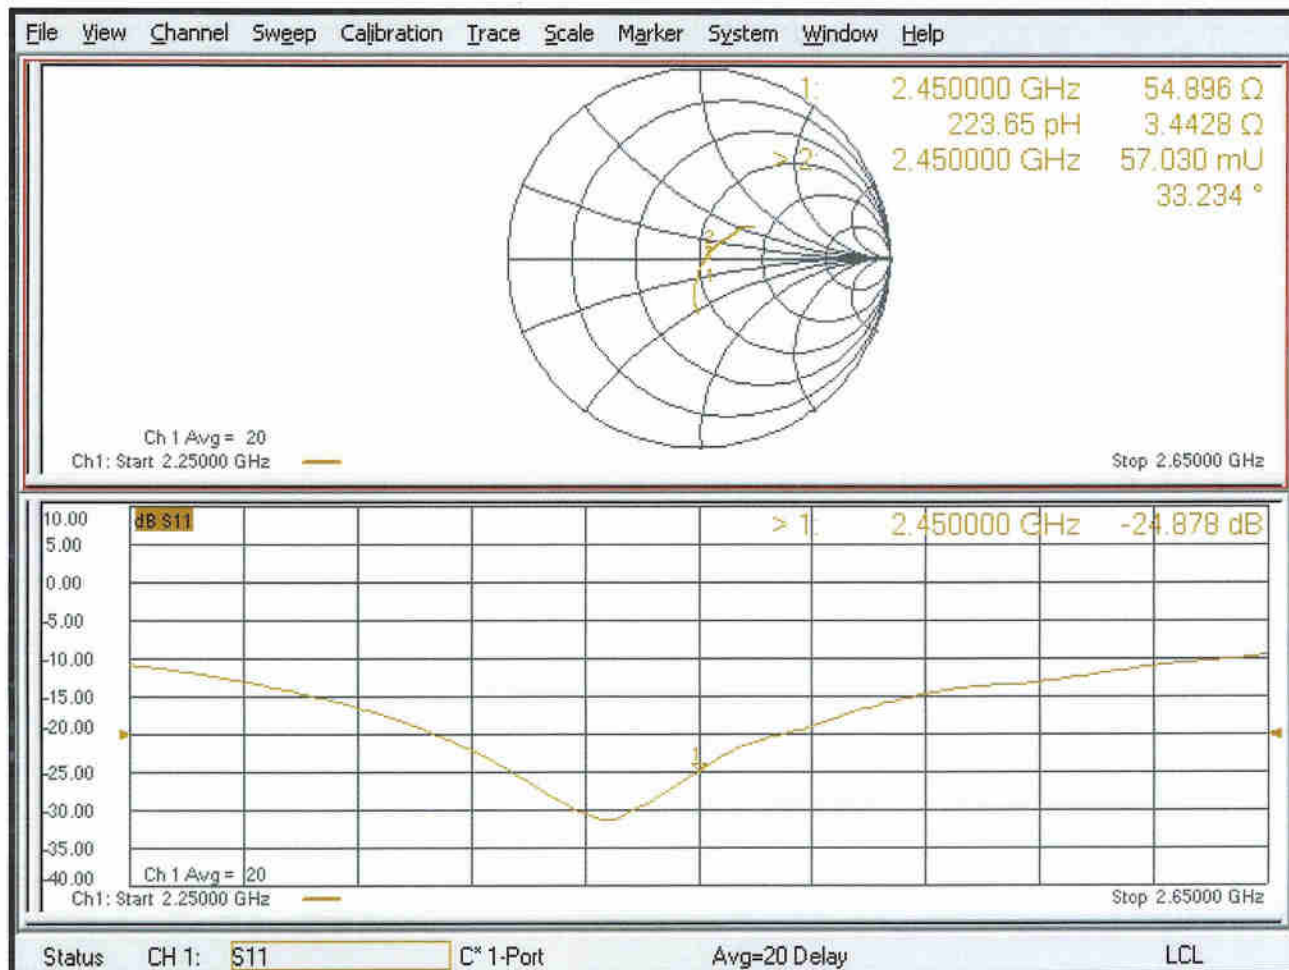 File View Channel Sweep Calibration Trace Scale Marker System Window Help
1: 2.450000 GHz 54.896 Ω
223.65 pH 3.4428 Ω
> 2: 2.450000 GHz 57.030 mU
33.234 °
2
1
Ch 1 Avg = 20
Ch1: Start 2.25000 GHz
Stop 2.65000 GHz
10.00
dB S11
> 1: 2.450000 GHz -24.878 dB
5.00
0.00
-5.00
-10.00
-15.00
-20.00
1
-25.00
-30.00
-35.00
-40.00
Ch 1 Avg = 20
Ch1: Start 2.25000 GHz
Stop 2.65000 GHz
Status CH 1: S11 C* 1-Port Avg=20 Delay LCL